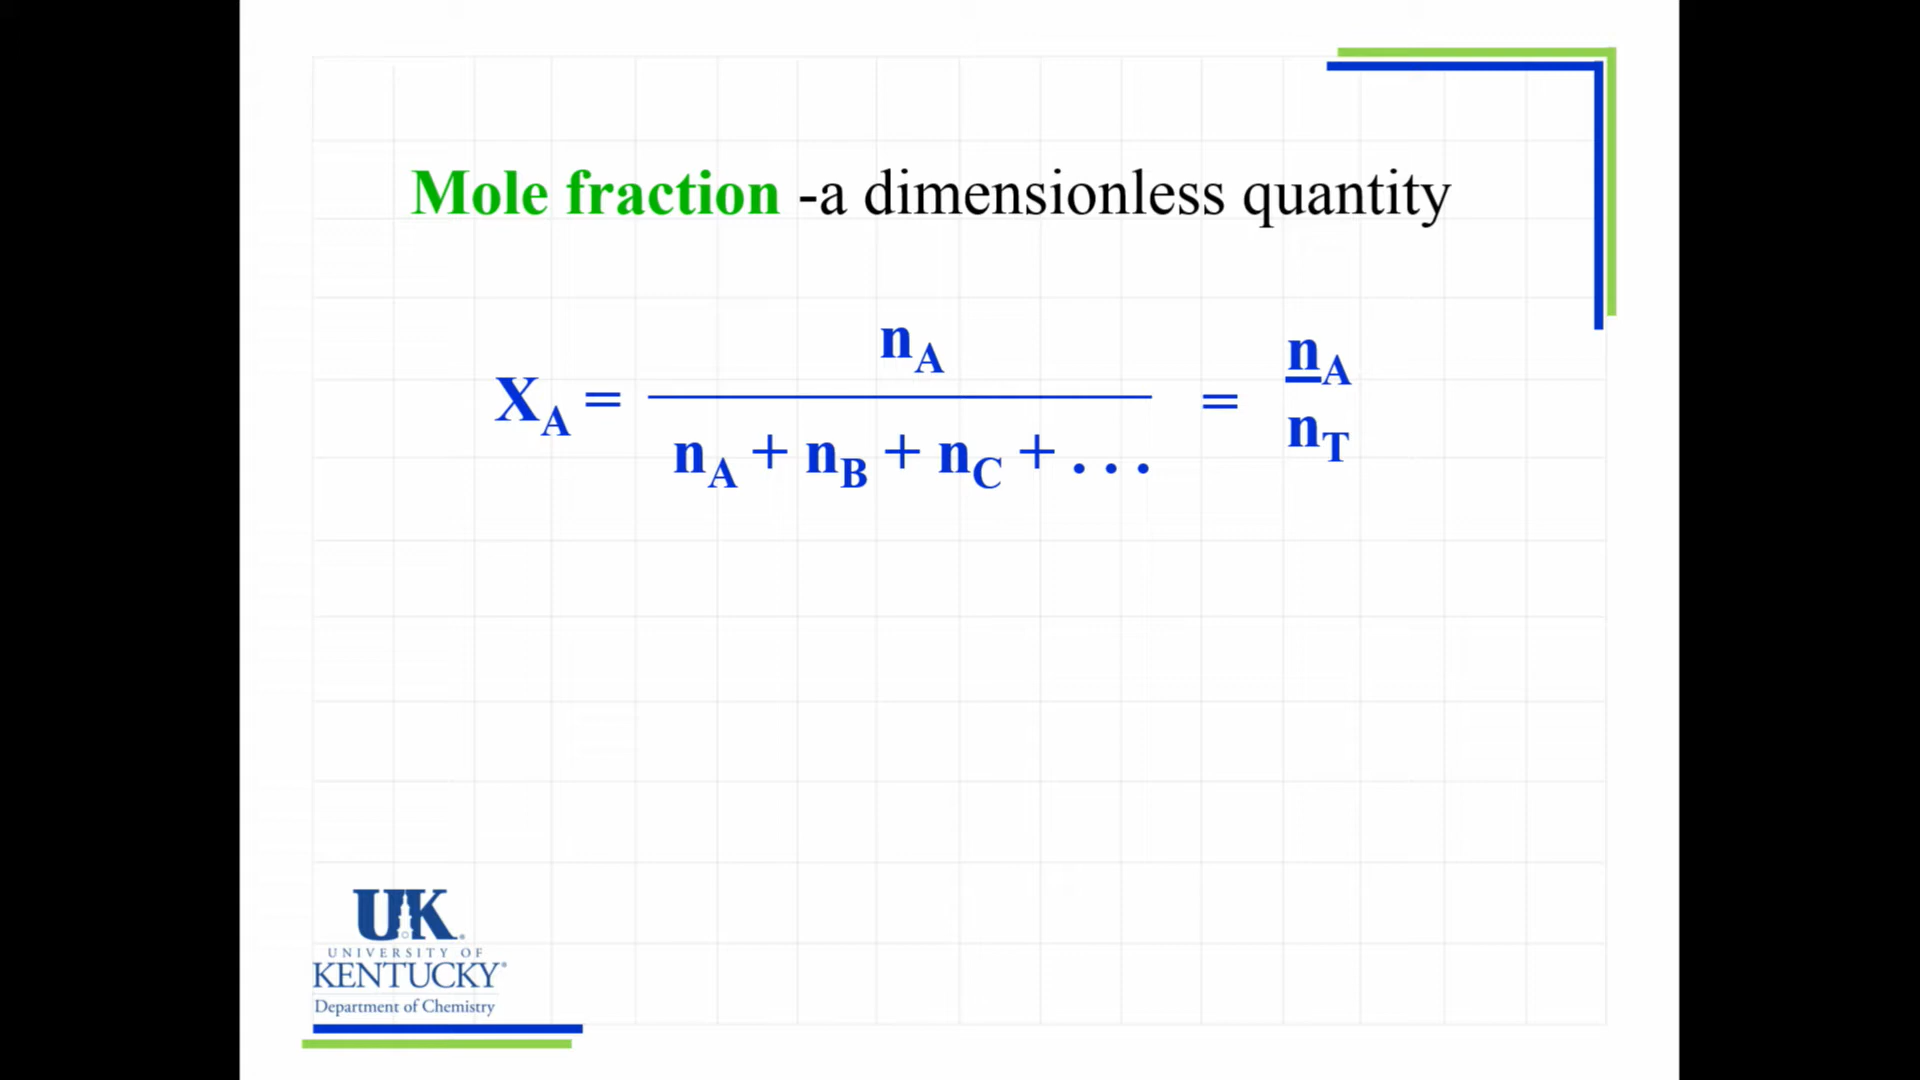 Mole fraction -a dimensionless quantity
X_A = n_A / (n_A + n_B + n_C + . . .) = n_A / n_T
UK
UNIVERSITY OF
KENTUCKY
Department of Chemistry